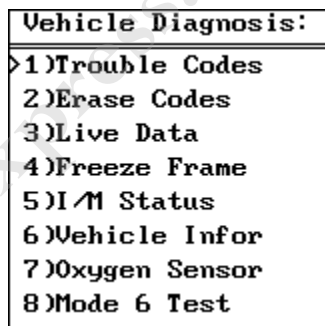 Vehicle Diagnosis:
>1)Trouble Codes
2)Erase Codes
3)Live Data
4)Freeze Frame
5)I/M Status
6)Vehicle Infor
7)Oxygen Sensor
8)Mode 6 Test